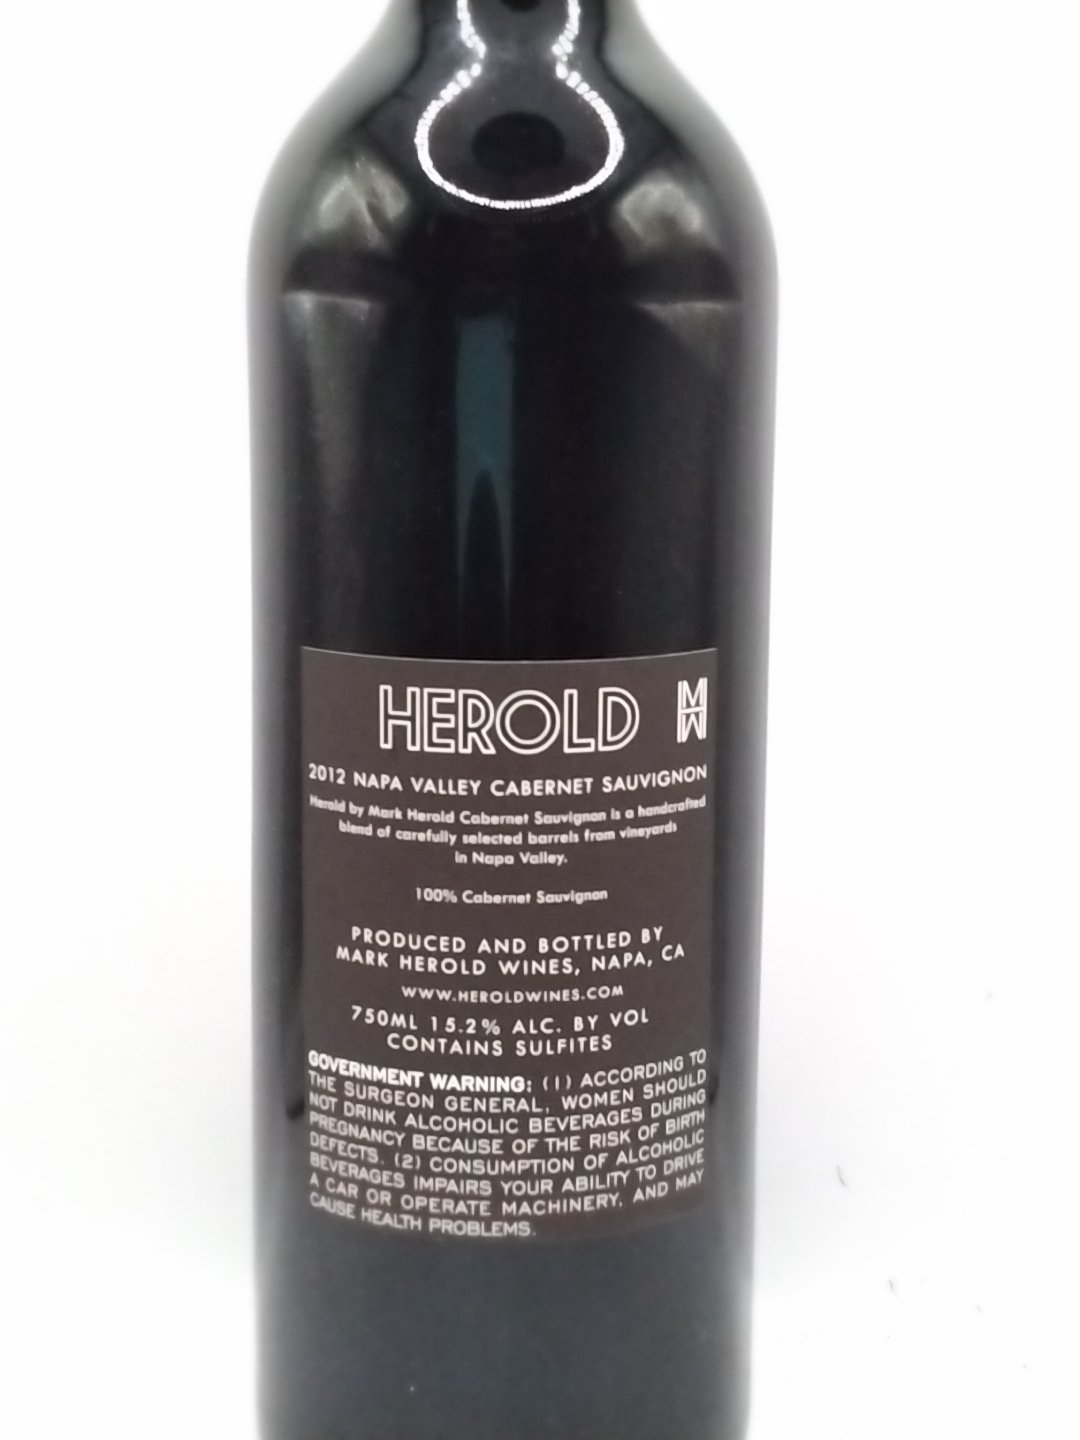 HEROLD MW
2012 NAPA VALLEY CABERNET SAUVIGNON
Herold by Mark Herold Cabernet Sauvignon is a handcrafted
blend of carefully selected barrels from vineyards
in Napa Valley.
100% Cabernet Sauvignon
PRODUCED AND BOTTLED BY
MARK HEROLD WINES, NAPA, CA
WWW.HEROLDWINES.COM
750ML 15.2% ALC. BY VOL
CONTAINS SULFITES
GOVERNMENT WARNING: (1) ACCORDING TO
THE SURGEON GENERAL, WOMEN SHOULD
NOT DRINK ALCOHOLIC BEVERAGES DURING
PREGNANCY BECAUSE OF THE RISK OF BIRTH
DEFECTS. (2) CONSUMPTION OF ALCOHOLIC
BEVERAGES IMPAIRS YOUR ABILITY TO DRIVE
A CAR OR OPERATE MACHINERY, AND MAY
CAUSE HEALTH PROBLEMS.